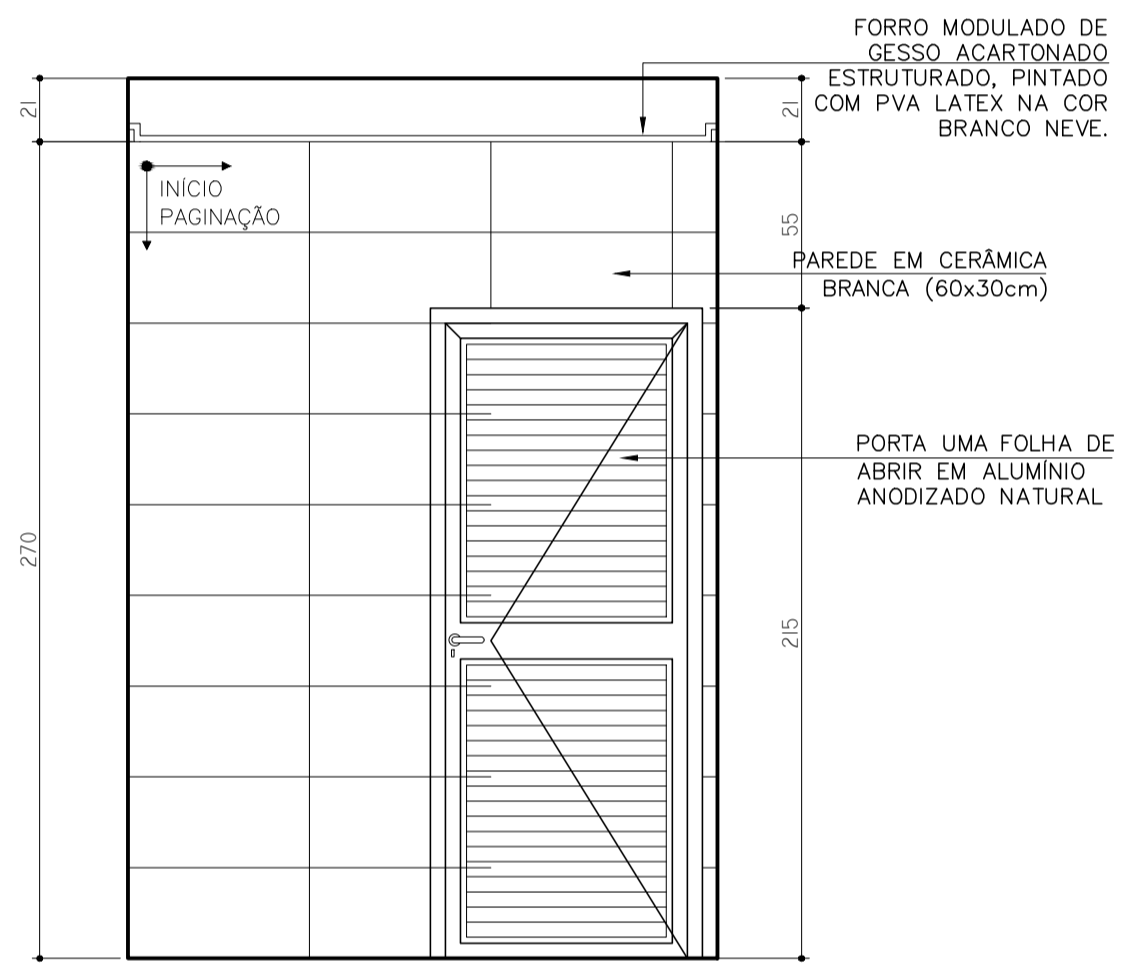 FORRO MODULADO DE
GESSO ACARTONADO
ESTRUTURADO, PINTADO
COM PVA LATEX NA COR
BRANCO NEVE.
21
21
INÍCIO
PAGINAÇÃO
55
PAREDE EM CERÂMICA
BRANCA (60x30cm)
PORTA UMA FOLHA DE
ABRIR EM ALUMÍNIO
ANODIZADO NATURAL
270
215